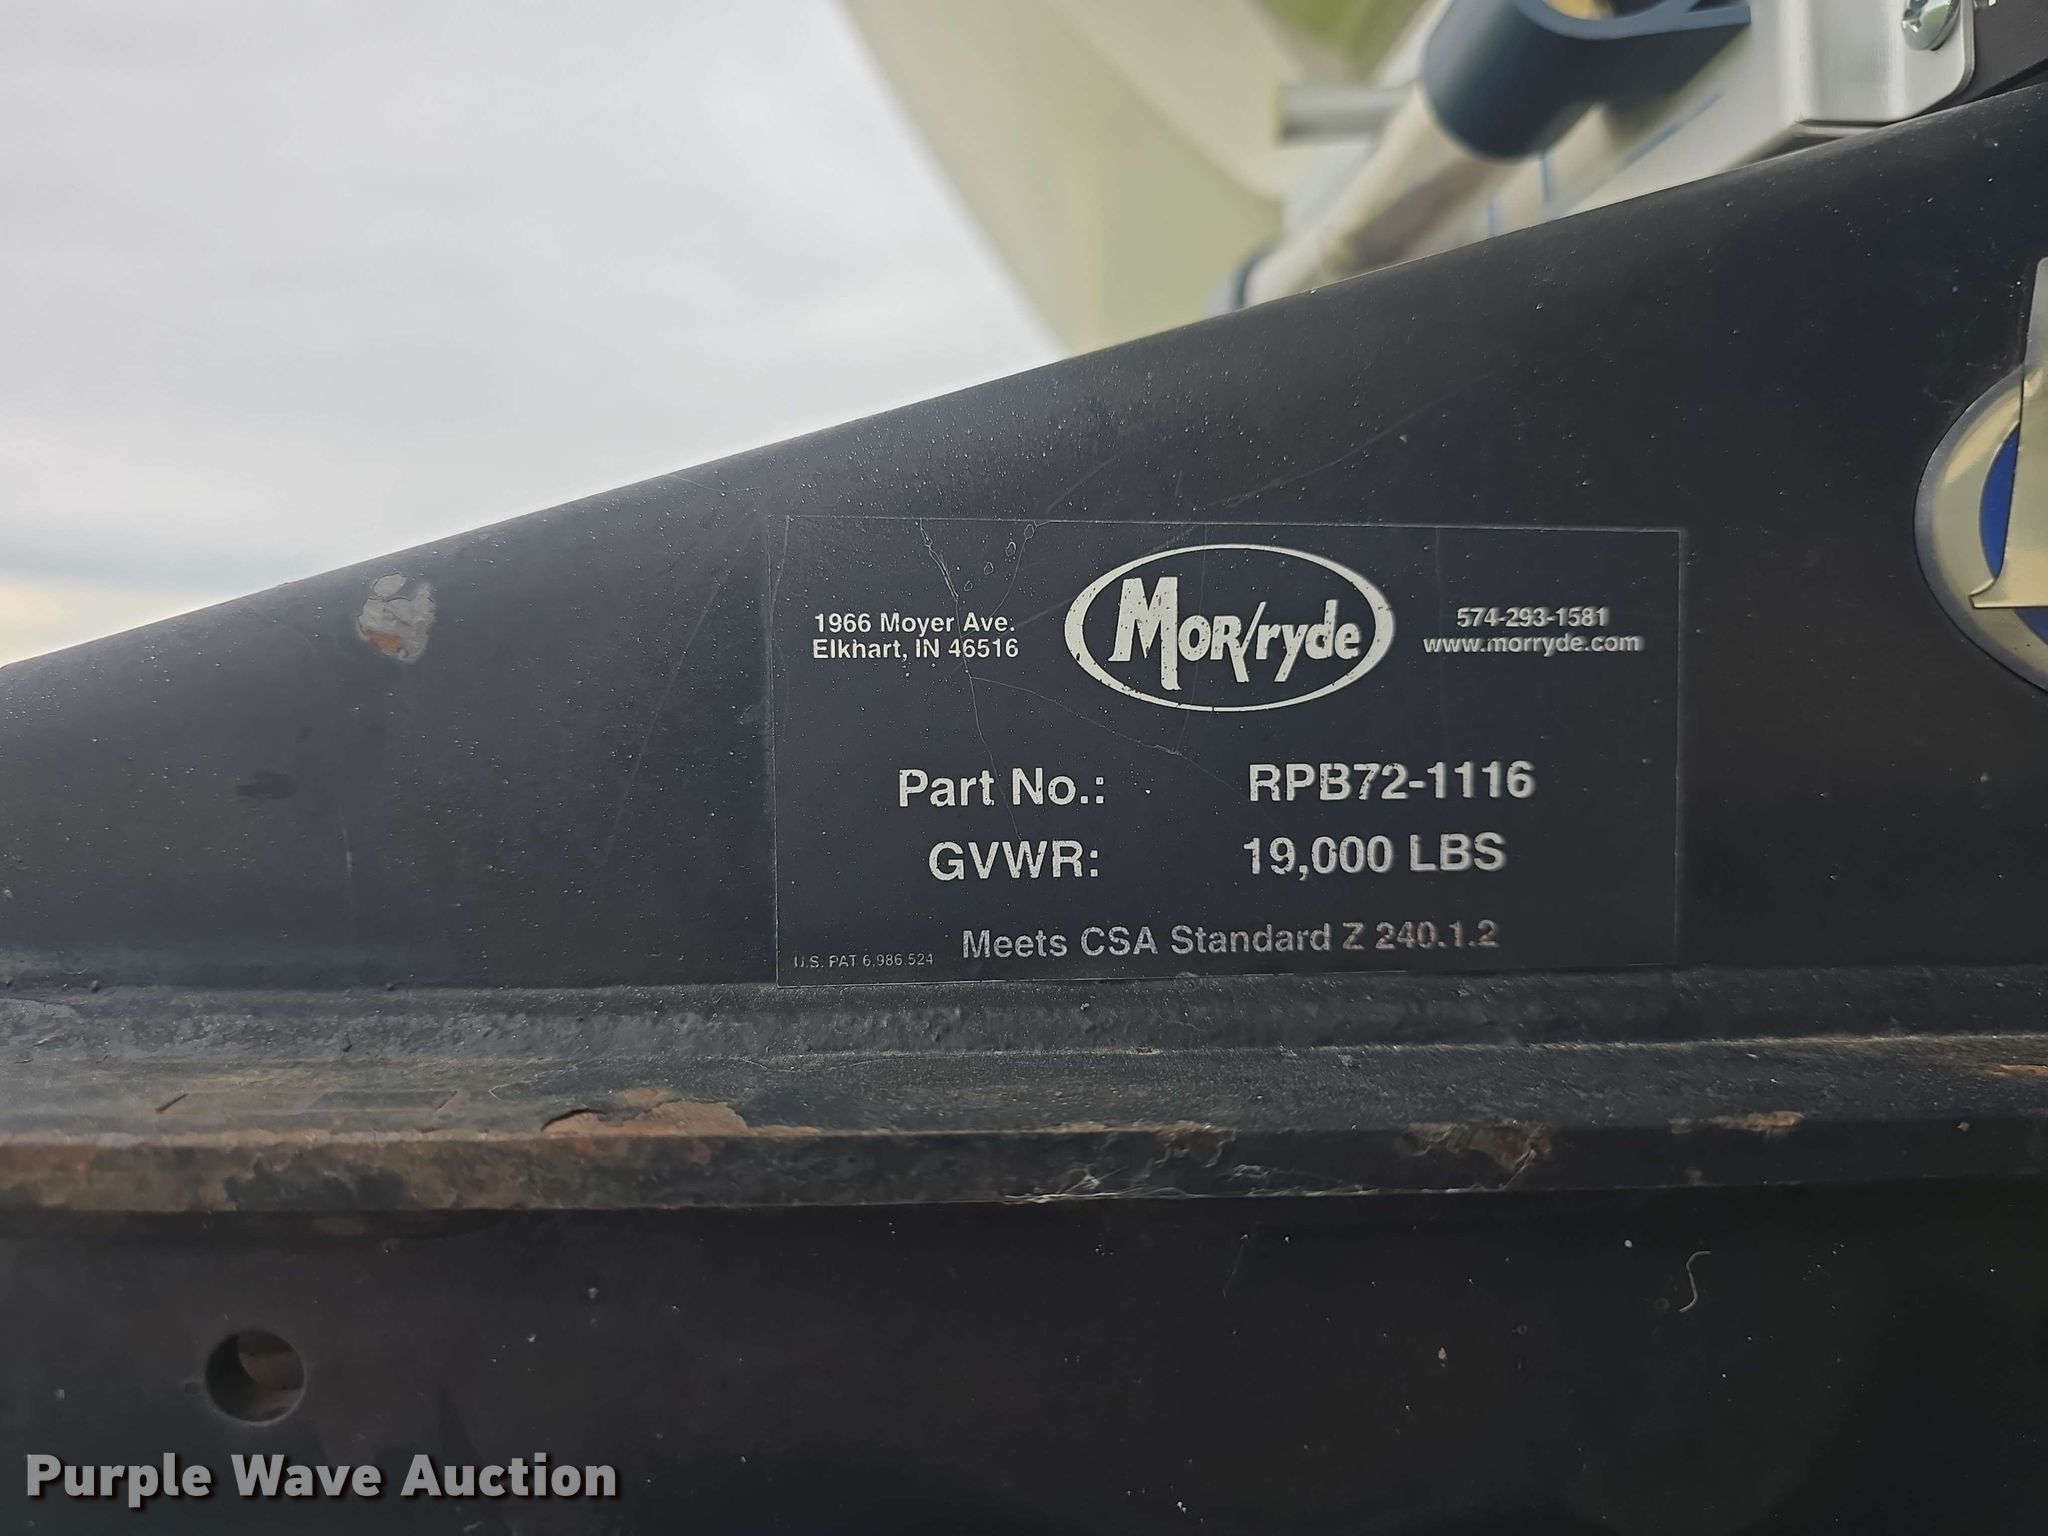 1966 Moyer Ave.
Elkhart, IN 46516
MOR/ryde
574-293-1581
www.morryde.com
Part No.: RPB72-1116
GVWR: 19,000 LBS
Meets CSA Standard Z 240.1.2
U.S. PAT 6,986,524
Purple Wave Auction